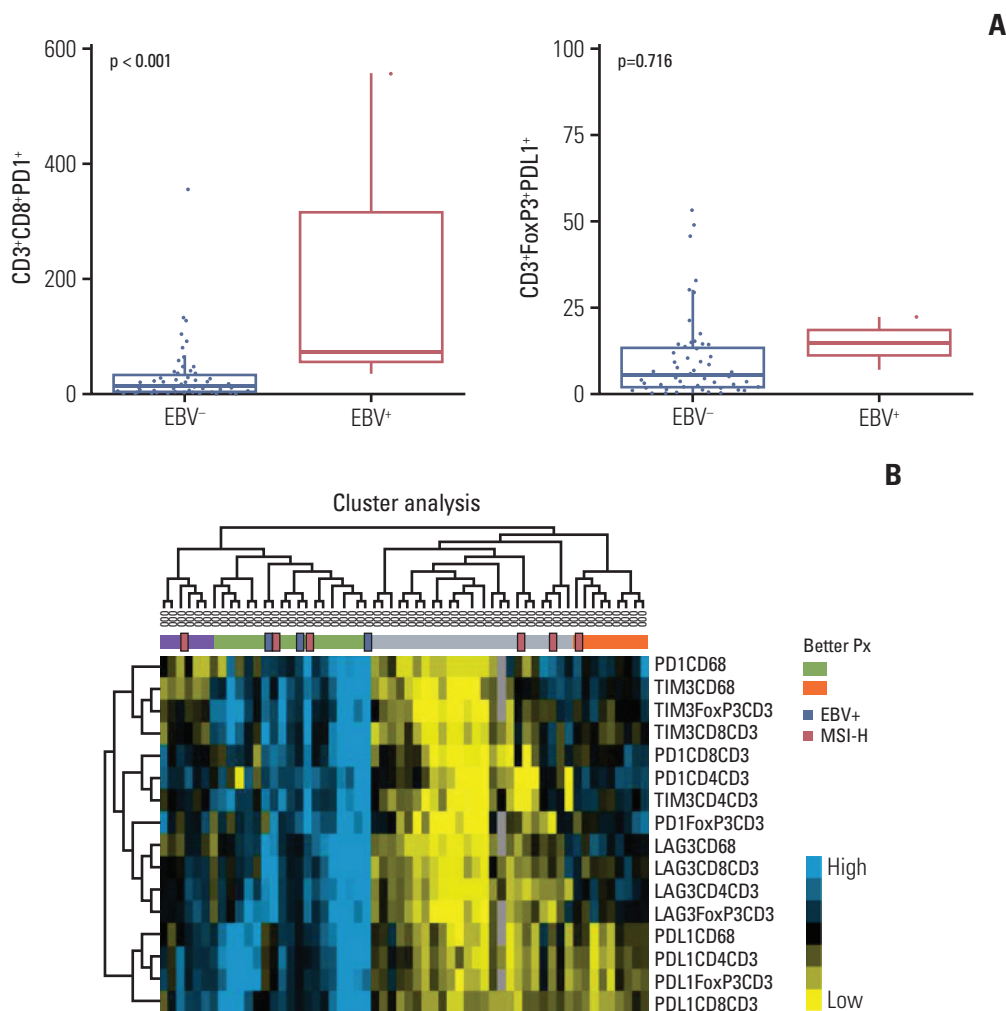 A
600
400
200
0
p < 0.001
CD3⁺CD8⁺PD1⁺
EBV⁻
EBV⁺
100
75
50
25
0
p=0.716
CD3⁺FoxP3⁺PDL1⁺
EBV⁻
EBV⁺
B
Cluster analysis
Better Px
EBV+
MSI-H
PD1CD68
TIM3CD68
TIM3FoxP3CD3
TIM3CD8CD3
PD1CD8CD3
PD1CD4CD3
TIM3CD4CD3
PD1FoxP3CD3
LAG3CD68
LAG3CD8CD3
LAG3CD4CD3
LAG3FoxP3CD3
PDL1CD68
PDL1CD4CD3
PDL1FoxP3CD3
PDL1CD8CD3
High
Low